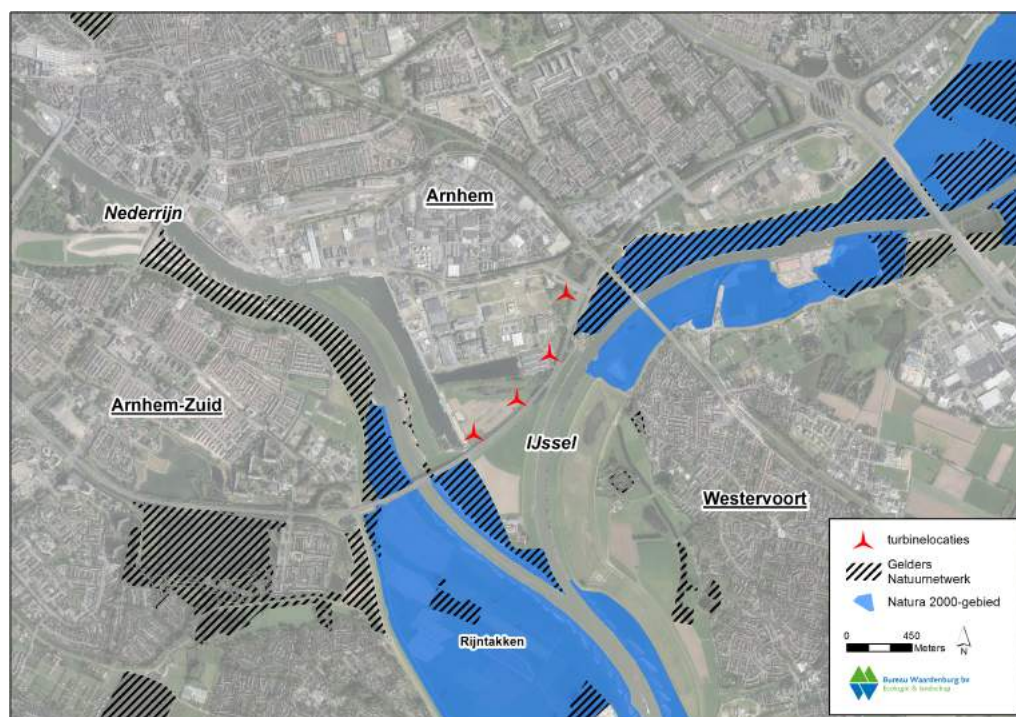 Nederrijn
Arnhem
Arnhem-Zuid
IJssel
Westervoort
Rijntakken
turbinelocaties
Gelders
Natuurnetwerk
Natura 2000-gebied
0 450
Meters
N
Bureau Waardenburg bv
Ecologie & landschap